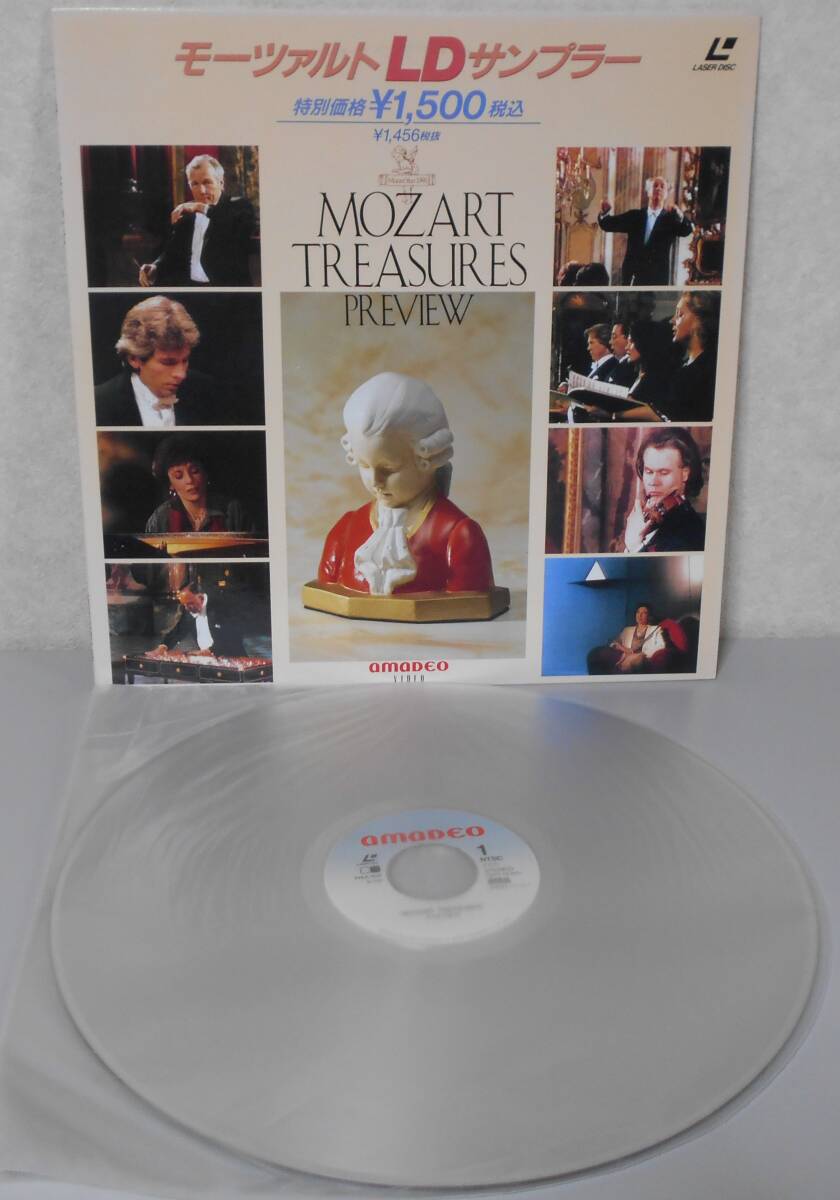 モーツァルトLDサンプラー
LASER DISC
特別価格¥1,500税込
¥1,456税抜
MOZART
TREASURES
PREVIEW
amaDEO
VIDEO
amaDEO
1
NTSC